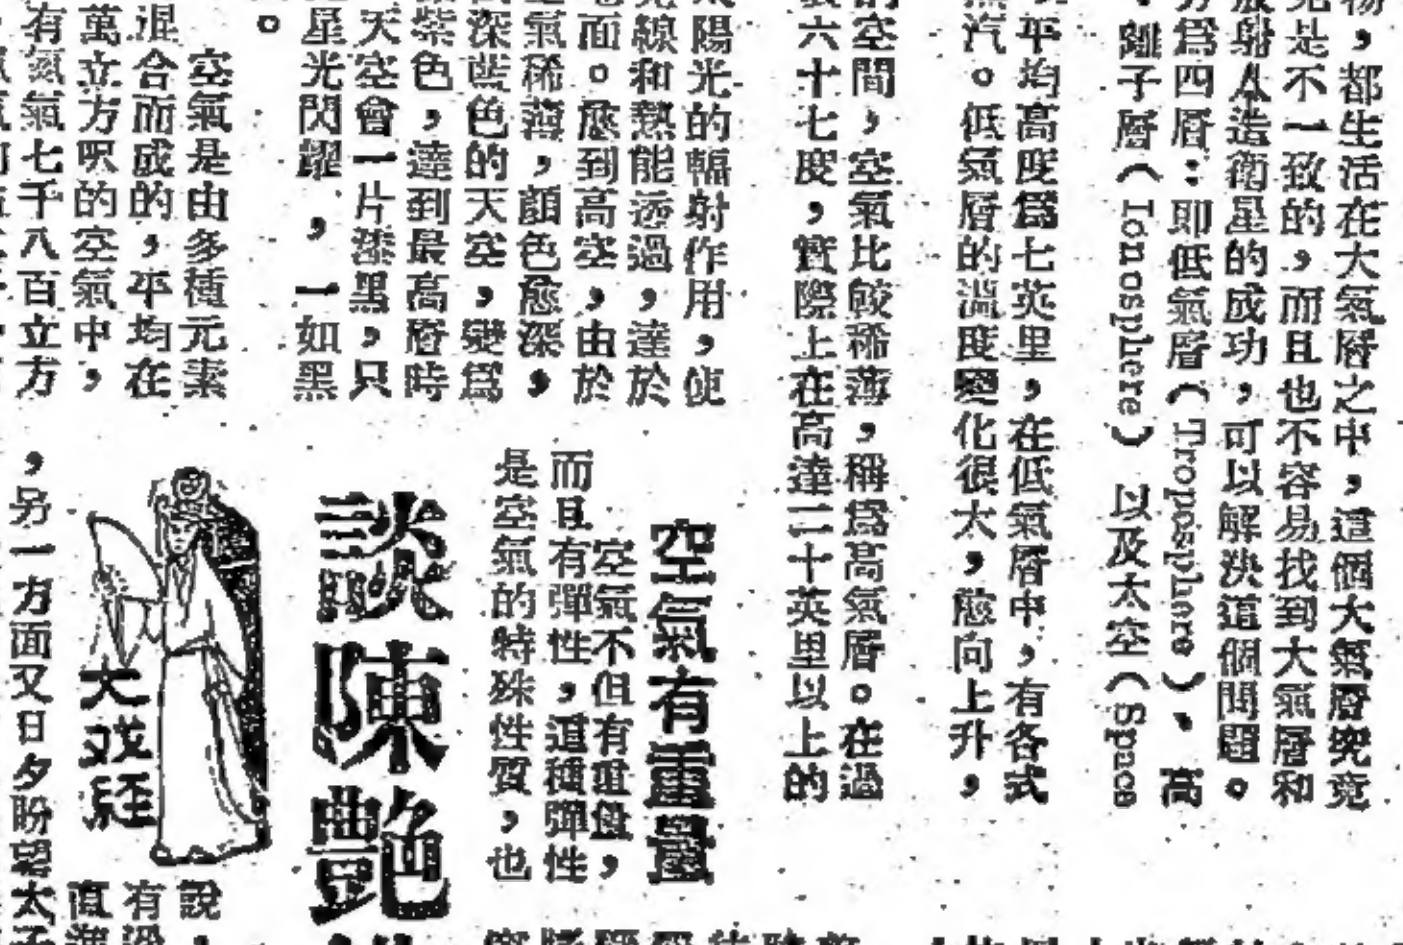 物，都生活在大氣層之中，這個大氣層究竟
是不一致的，而且也不容易找到大氣層和
放射人造衛星的成功，可以解決這個問題。
分為四層：即低氣層（Troposphere）、高
離子層（Ionosphere）以及太空（Space
平均高度為七英里，在低氣層中，有各式
汽。低氣層的溫度變化很大，愈向上升，
的空間，空氣比較稀薄，稱為高氣層。在過
六十七度，實際上在高達二十英里以上的
陽光的輻射作用，使
線和熱能透過，達於
面。愈到高空，由於
氣稀薄，顏色愈深，
深藍色的天空，變為
紫色，達到最高層時
天空會一片漆黑，只
星光閃耀，一如黑
。
空氣是由多種元素
混合而成的，平均在
萬立方呎的空氣中，
有氮氣七千八百立方
空氣有重量
空氣不但有重量，
而且有彈性，這種彈性
是空氣的特殊性質，也
談陳艷
大戏経
說
有
直
，另一方面又日夕盼望太子